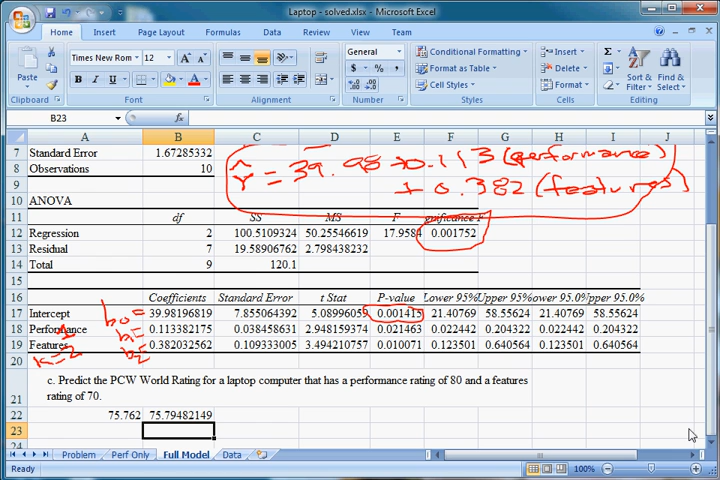 Laptop - solved.xlsx - Microsoft Excel
Home Insert Page Layout Formulas Data Review View Team
Times New Rom 12 General Conditional Formatting Insert Σ
Paste B I U $ % , Format as Table Delete Sort & Find &
Cell Styles Format Filter Select
Clipboard Font Alignment Number Styles Cells Editing
B23 fx
A B C D E F G H I J
7 Standard Error 1.67285332
8 Observations 10
Ŷ = 39.98 + 0.113 (performance)
+ 0.382 (features)
9
10 ANOVA
11 df SS MS F gnificance F
12 Regression 2 100.5109324 50.25546619 17.9584 0.001752
13 Residual 7 19.58906762 2.798438232
14 Total 9 120.1
15
16 Coefficients Standard Error t Stat P-value Lower 95% Upper 95% ower 95.0% pper 95.0%
17 Intercept b0= 39.98196819 7.855064392 5.08996059 0.001415 21.40769 58.55624 21.40769 58.55624
18 Performance 1 b1= 0.113382175 0.038458631 2.948159374 0.021463 0.022442 0.204322 0.022442 0.204322
19 Features 0.382032562 0.109333005 3.494210757 0.010071 0.123501 0.640564 0.123501 0.640564
k=2 b2
20
c. Predict the PCW World Rating for a laptop computer that has a performance rating of 80 and a features
21 rating of 70.
22 75.762 75.79482149
23
24
Problem Perf Only Full Model Data
Ready 100%